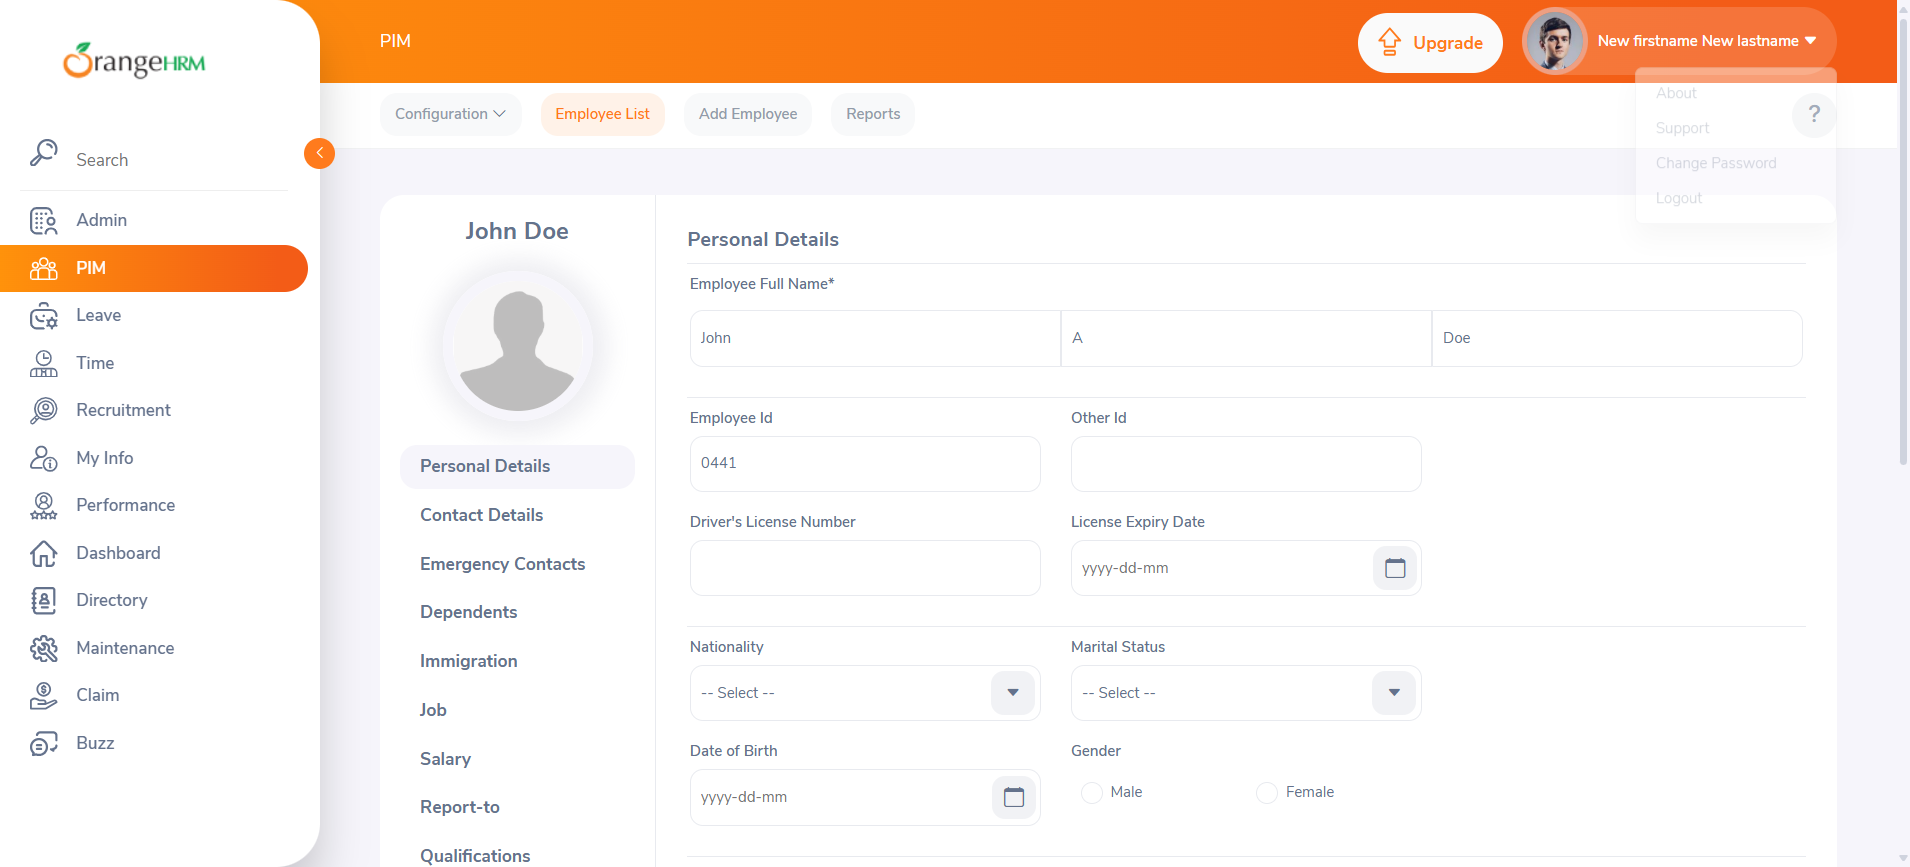 OrangeHRM
PIM
Upgrade
New firstname New lastname
About
Support
Change Password
Logout
?
Configuration
Employee List
Add Employee
Reports
Search
Admin
PIM
Leave
Time
Recruitment
My Info
Performance
Dashboard
Directory
Maintenance
Claim
Buzz
John Doe
Personal Details
Contact Details
Emergency Contacts
Dependents
Immigration
Job
Salary
Report-to
Qualifications
Personal Details
Employee Full Name*
John A Doe
Employee Id Other Id
0441
Driver's License Number License Expiry Date
yyyy-dd-mm
Nationality Marital Status
-- Select -- -- Select --
Date of Birth Gender
yyyy-dd-mm Male Female